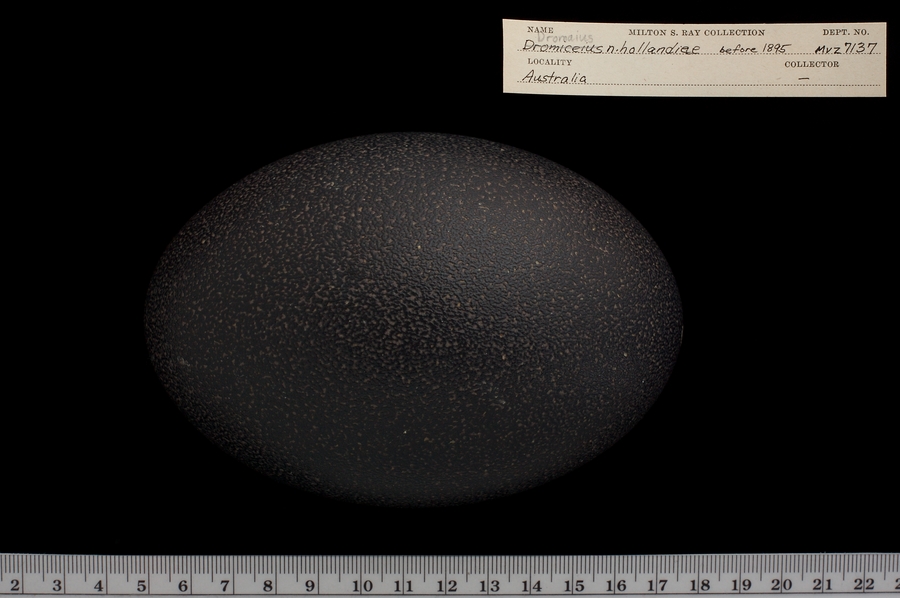 NAME MILTON S. RAY COLLECTION DEPT. NO.
Dromaius
Dromiceius n. hollandiae before 1895 Mvz 7137
LOCALITY COLLECTOR
Australia —
2 3 4 5 6 7 8 9 10 11 12 13 14 15 16 17 18 19 20 21 22